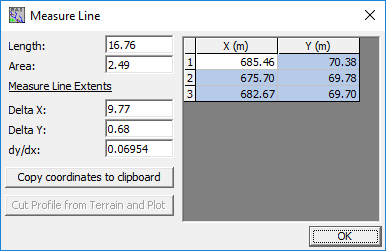 Measure Line
Length: 16.76
Area: 2.49
Measure Line Extents
Delta X: 9.77
Delta Y: 0.68
dy/dx: 0.06954
Copy coordinates to clipboard
Cut Profile from Terrain and Plot
X (m) Y (m)
1 685.46 70.38
2 675.70 69.78
3 682.67 69.70
OK